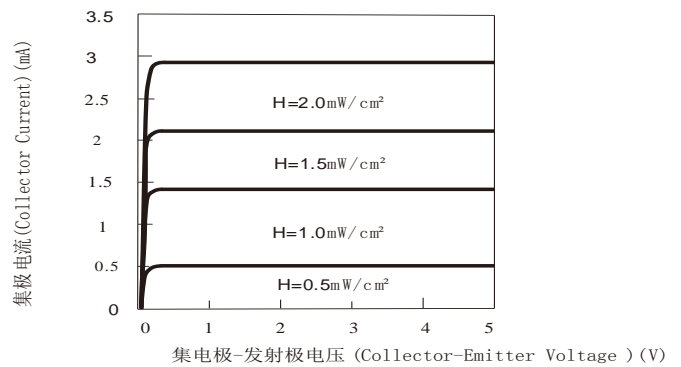 3.5
3
2.5
2
1.5
1
0.5
0
集极电流(Collector Current)(mA)
H=2.0mW/cm²
H=1.5mW/cm²
H=1.0mW/cm²
H=0.5mW/cm²
0 1 2 3 4 5
集电极-发射极电压 (Collector-Emitter Voltage )(V)